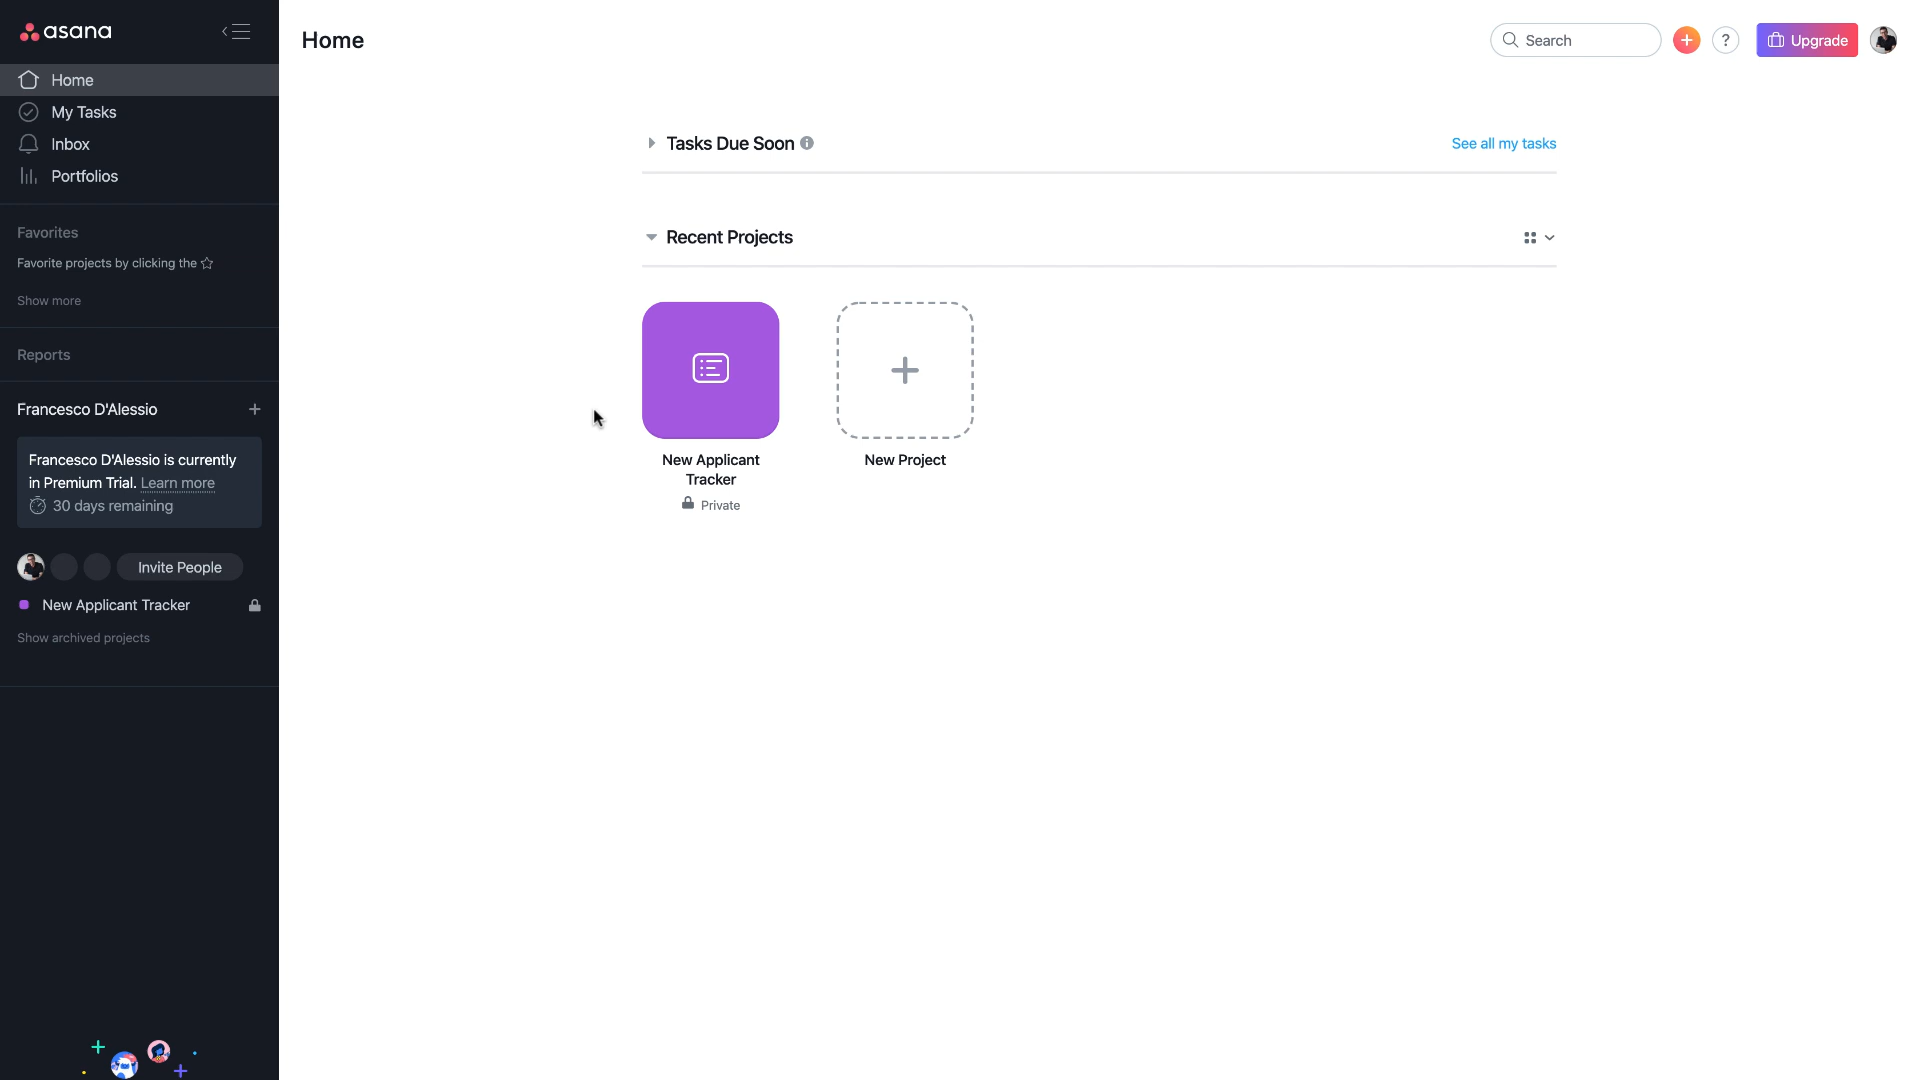 asana
Home
My Tasks
Inbox
Portfolios
Favorites
Favorite projects by clicking the
Show more
Reports
Francesco D'Alessio
Francesco D'Alessio is currently
in Premium Trial. Learn more
30 days remaining
Invite People
New Applicant Tracker
Show archived projects
Home
Search
?
Upgrade
Tasks Due Soon
See all my tasks
Recent Projects
New Applicant
Tracker
Private
New Project